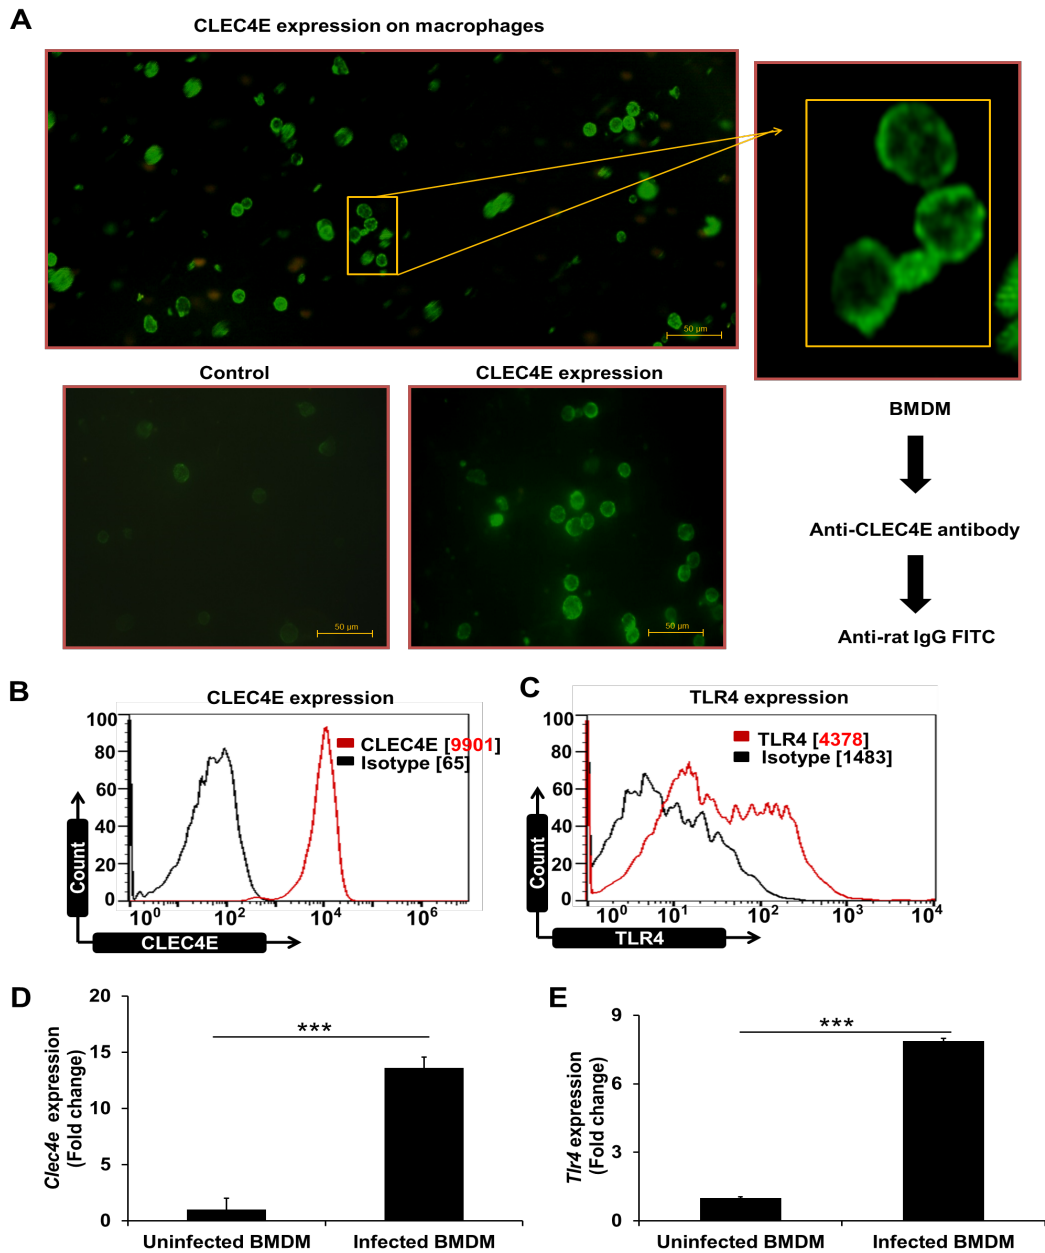 A
CLEC4E expression on macrophages
50 µm
Control
CLEC4E expression
50 µm
50 µm
BMDM
Anti-CLEC4E antibody
Anti-rat IgG FITC
B
CLEC4E expression
100
80
60
40
20
0
Count
CLEC4E [9901]
Isotype [65]
10^0 10^2 10^4 10^6
CLEC4E
C
TLR4 expression
100
80
60
40
20
0
Count
TLR4 [4378]
Isotype [1483]
10^0 10^1 10^2 10^3 10^4
TLR4
D
Clec4e expression
(Fold change)
20
15
10
5
0
***
Uninfected BMDM Infected BMDM
E
Tlr4 expression
(Fold change)
9
6
3
0
***
Uninfected BMDM Infected BMDM